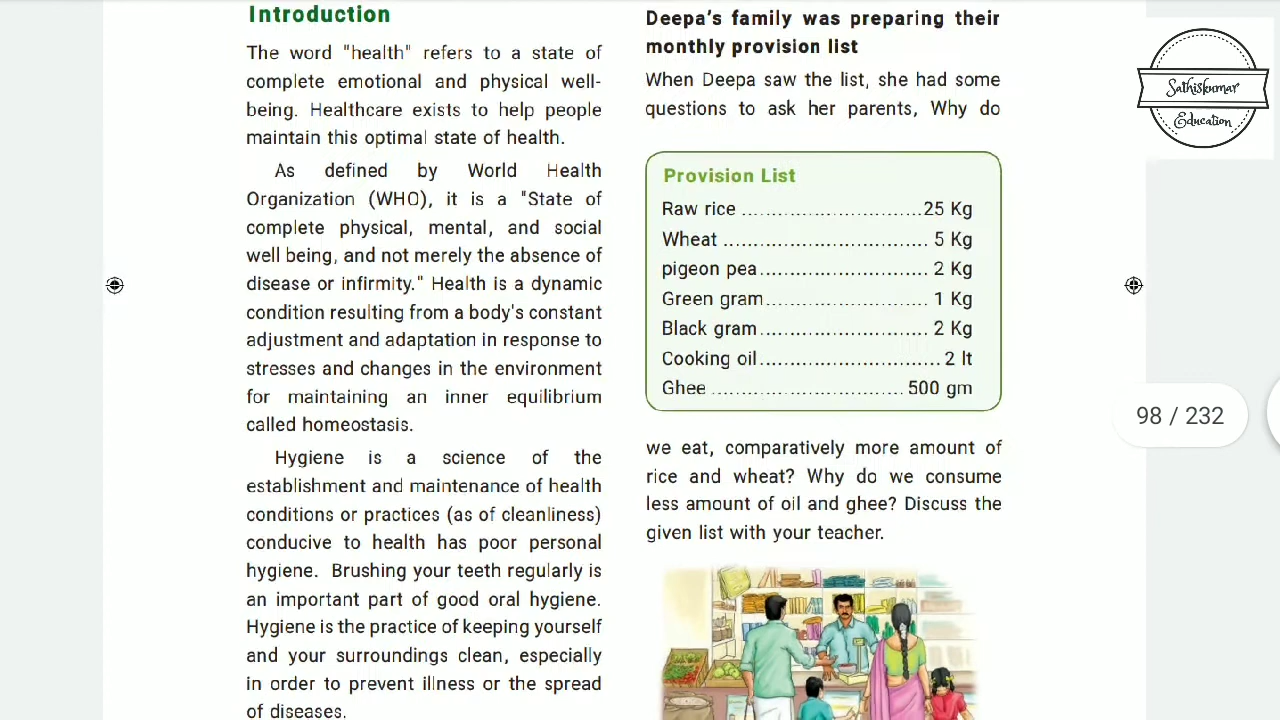 Introduction
The word "health" refers to a state of
complete emotional and physical well-
being. Healthcare exists to help people
maintain this optimal state of health.
As defined by World Health
Organization (WHO), it is a "State of
complete physical, mental, and social
well being, and not merely the absence of
disease or infirmity." Health is a dynamic
condition resulting from a body's constant
adjustment and adaptation in response to
stresses and changes in the environment
for maintaining an inner equilibrium
called homeostasis.
Hygiene is a science of the
establishment and maintenance of health
conditions or practices (as of cleanliness)
conducive to health has poor personal
hygiene. Brushing your teeth regularly is
an important part of good oral hygiene.
Hygiene is the practice of keeping yourself
and your surroundings clean, especially
in order to prevent illness or the spread
of diseases.
Deepa's family was preparing their
monthly provision list
When Deepa saw the list, she had some
questions to ask her parents, Why do
Provision List
Raw rice ..............................25 Kg
Wheat .................................. 5 Kg
pigeon pea............................ 2 Kg
Green gram........................... 1 Kg
Black gram............................ 2 Kg
Cooking oil.............................. 2 lt
Ghee ................................ 500 gm
we eat, comparatively more amount of
rice and wheat? Why do we consume
less amount of oil and ghee? Discuss the
given list with your teacher.
Sathiskumar
Education
98 / 232